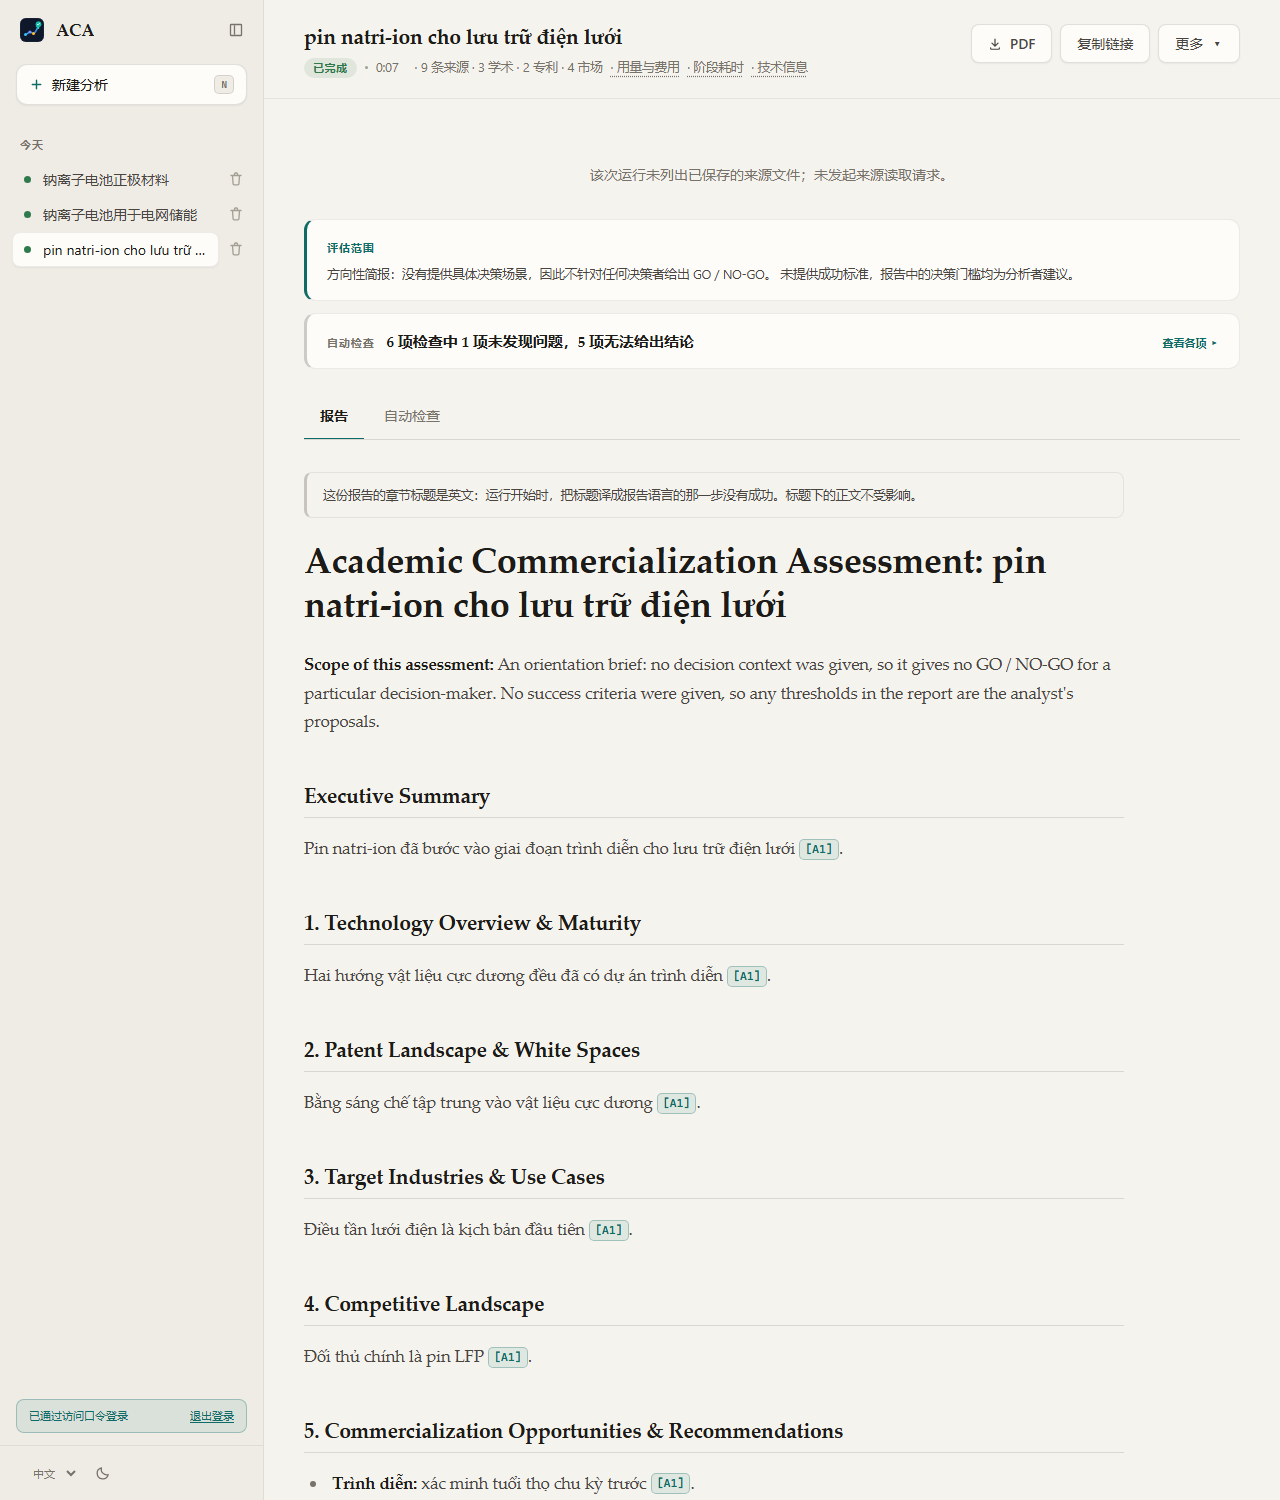 ACA
新建分析
N
今天
钠离子电池正极材料
钠离子电池用于电网储能
pin natri-ion cho lưu trữ ...
已通过访问口令登录
退出登录
中文
pin natri-ion cho lưu trữ điện lưới
已完成 · 0:07 · 9 条来源 · 3 学术 · 2 专利 · 4 市场 · 用量与费用 · 阶段耗时 · 技术信息
PDF
复制链接
更多
该次运行未列出已保存的来源文件；未发起来源读取请求。
评估范围
方向性简报：没有提供具体决策场景，因此不针对任何决策者给出 GO / NO-GO。 未提供成功标准，报告中的决策门槛均为分析者建议。
自动检查 6 项检查中 1 项未发现问题，5 项无法给出结论
查看各项
报告
自动检查
这份报告的章节标题是英文：运行开始时，把标题译成报告语言的那一步没有成功。标题下的正文不受影响。
Academic Commercialization Assessment: pin
natri-ion cho lưu trữ điện lưới
Scope of this assessment: An orientation brief: no decision context was given, so it gives no GO / NO-GO for a
particular decision-maker. No success criteria were given, so any thresholds in the report are the analyst's
proposals.
Executive Summary
Pin natri-ion đã bước vào giai đoạn trình diễn cho lưu trữ điện lưới [A1].
1. Technology Overview & Maturity
Hai hướng vật liệu cực dương đều đã có dự án trình diễn [A1].
2. Patent Landscape & White Spaces
Bằng sáng chế tập trung vào vật liệu cực dương [A1].
3. Target Industries & Use Cases
Điều tần lưới điện là kịch bản đầu tiên [A1].
4. Competitive Landscape
Đối thủ chính là pin LFP [A1].
5. Commercialization Opportunities & Recommendations
Trình diễn: xác minh tuổi thọ chu kỳ trước [A1].